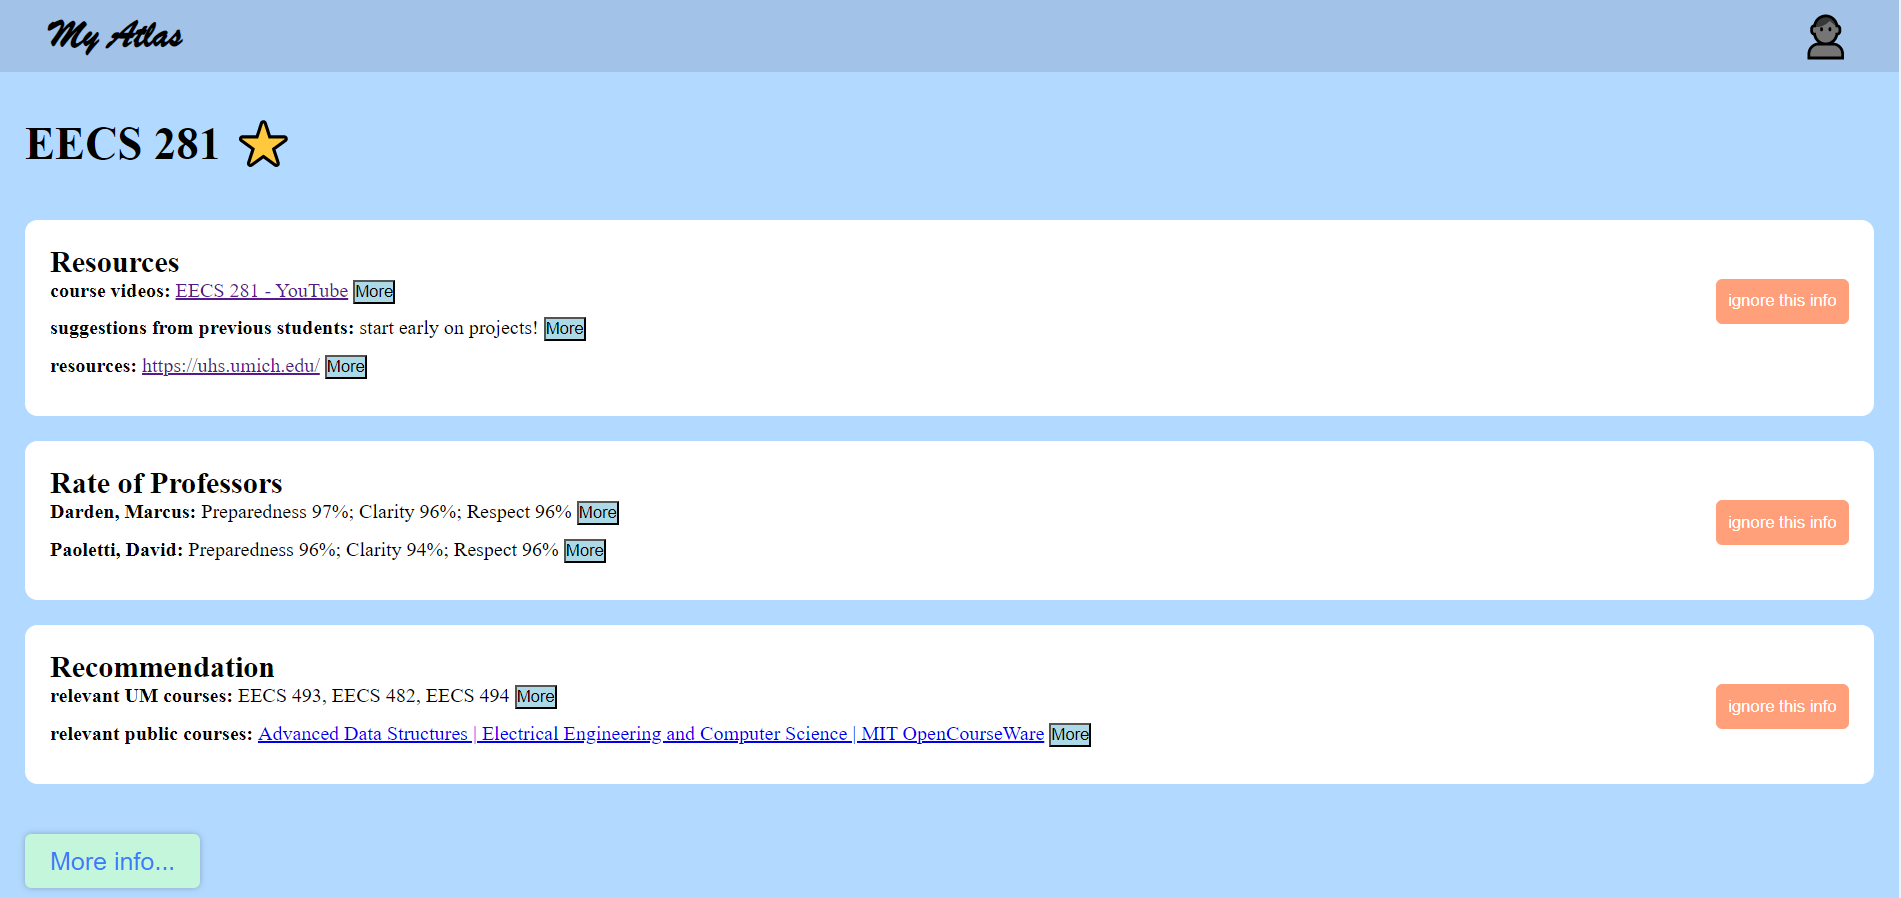 My Atlas
EECS 281
Resources
course videos: EECS 281 - YouTube More
ignore this info
suggestions from previous students: start early on projects! More
resources: https://uhs.umich.edu/ More
Rate of Professors
Darden, Marcus: Preparedness 97%; Clarity 96%; Respect 96% More
ignore this info
Paoletti, David: Preparedness 96%; Clarity 94%; Respect 96% More
Recommendation
relevant UM courses: EECS 493, EECS 482, EECS 494 More
ignore this info
relevant public courses: Advanced Data Structures | Electrical Engineering and Computer Science | MIT OpenCourseWare More
More info...